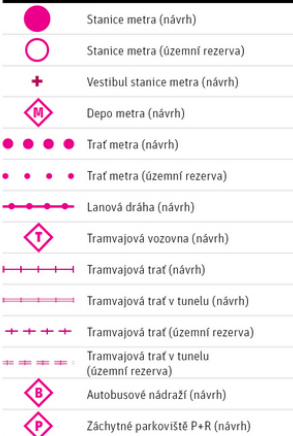 Stanice metra (návrh)
Stanice metra (územní rezerva)
Vestibul stanice metra (návrh)
M Depo metra (návrh)
Trať metra (návrh)
Trať metra (územní rezerva)
Lanová dráha (návrh)
T Tramvajová vozovna (návrh)
Tramvajová trať (návrh)
Tramvajová trať v tunelu (návrh)
Tramvajová trať (územní rezerva)
Tramvajová trať v tunelu
(územní rezerva)
B Autobusové nádraží (návrh)
P Záchytné parkoviště P+R (návrh)